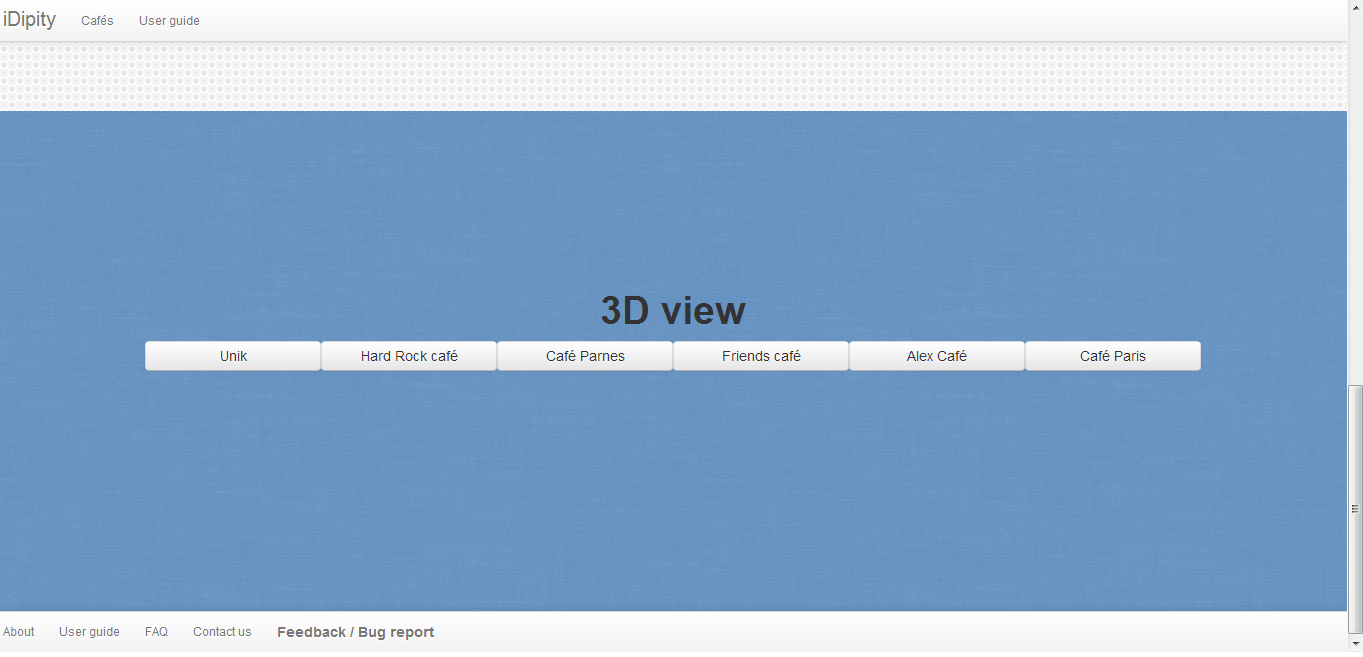 iDipity Cafés User guide
3D view
Unik Hard Rock café Café Parnes Friends café Alex Café Café Paris
About User guide FAQ Contact us Feedback / Bug report